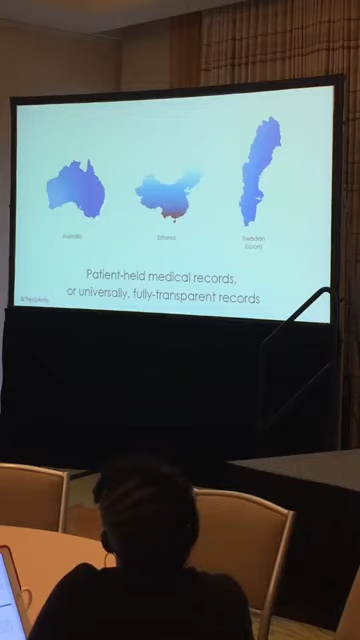 Australia
Estonia
Sweden
(soon)
Patient-held medical records,
or universally, fully-transparent records